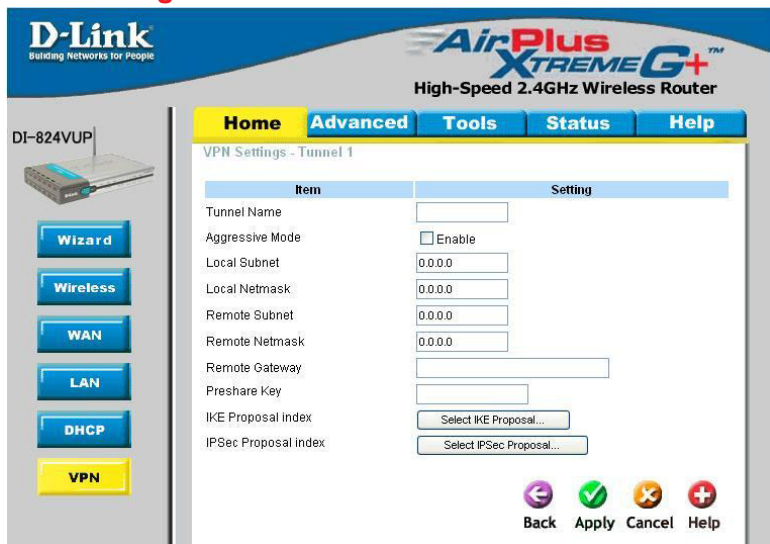 D-Link
Building Networks for People
AirPlus
XTREME G+™
High-Speed 2.4GHz Wireless Router
DI-824VUP
Home Advanced Tools Status Help
VPN Settings - Tunnel 1
Item Setting
Tunnel Name
Aggressive Mode Enable
Local Subnet 0.0.0.0
Local Netmask 0.0.0.0
Remote Subnet 0.0.0.0
Remote Netmask 0.0.0.0
Remote Gateway
Preshare Key
IKE Proposal index Select IKE Proposal...
IPSec Proposal index Select IPSec Proposal...
Wizard
Wireless
WAN
LAN
DHCP
VPN
Back Apply Cancel Help